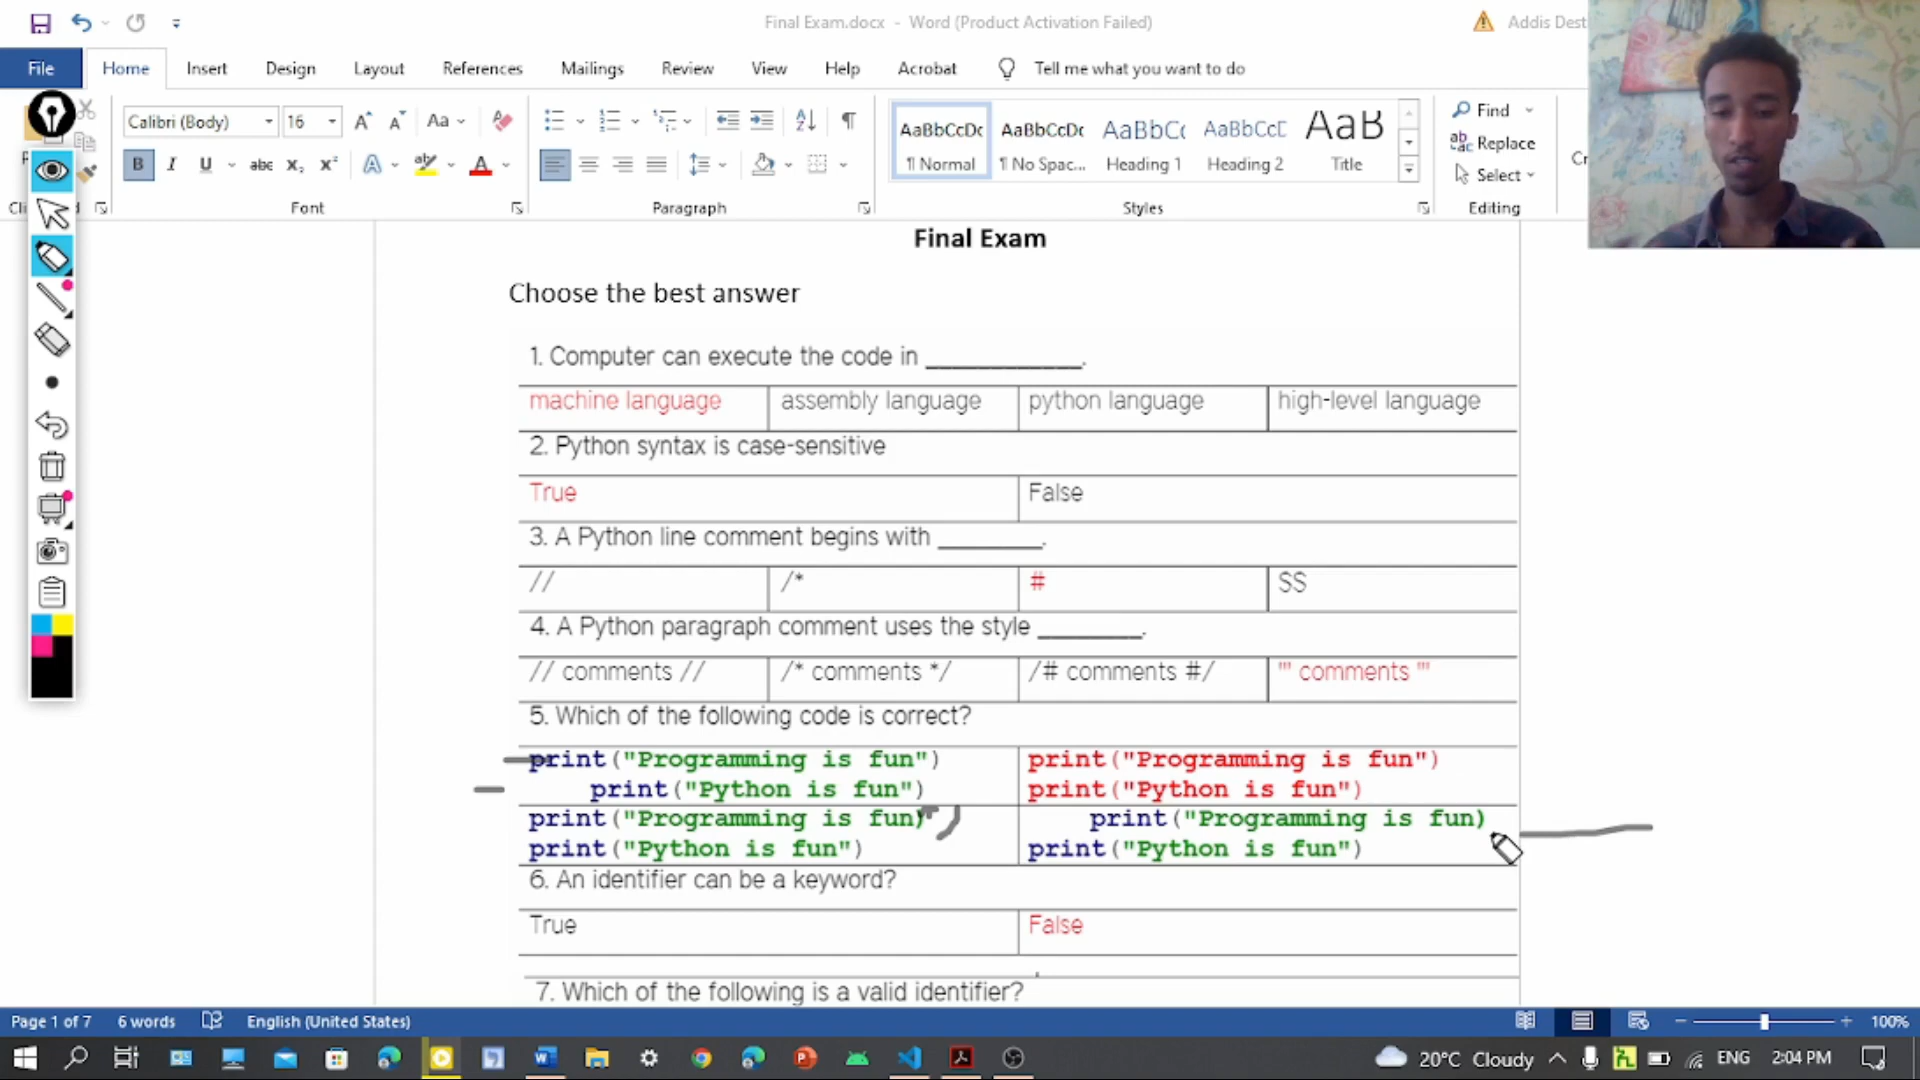 Final Exam.docx - Word (Product Activation Failed)
Addis Dest
File Home Insert Design Layout References Mailings Review View Help Acrobat Tell me what you want to do
Calibri (Body) 16 Aa
AaBbCcDc AaBbCcDc AaBbC AaBbCcD AaB
¶ Normal ¶ No Spac... Heading 1 Heading 2 Title
Find
Replace
Select
B I U abc X₂ X² A A
Font Paragraph Styles Editing
Final Exam
Choose the best answer
1. Computer can execute the code in ____________.
machine language assembly language python language high-level language
2. Python syntax is case-sensitive
True False
3. A Python line comment begins with ________.
// /* # SS
4. A Python paragraph comment uses the style ________.
// comments // /* comments */ /# comments #/ ''' comments '''
5. Which of the following code is correct?
print("Programming is fun") print("Programming is fun")
print("Python is fun") print("Python is fun")
print("Programming is fun) print("Programming is fun)
print("Python is fun") print("Python is fun")
6. An identifier can be a keyword?
True False
7. Which of the following is a valid identifier?
Page 1 of 7 6 words English (United States) 100%
20°C Cloudy ENG 2:04 PM